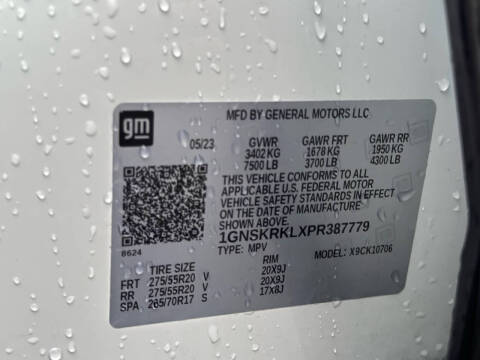 gm
MFD BY GENERAL MOTORS LLC
05/23 GVWR GAWR FRT GAWR RR
3402 KG 1678 KG 1950 KG
7500 LB 3700 LB 4300 LB
THIS VEHICLE CONFORMS TO ALL
APPLICABLE U.S. FEDERAL MOTOR
VEHICLE SAFETY STANDARDS IN EFFECT
ON THE DATE OF MANUFACTURE
SHOWN ABOVE.
1GNSKRKLXPR387779
8624 TYPE: MPV MODEL: X9CK10706
TIRE SIZE RIM
FRT 275/55R20 V 20X9J
RR 275/55R20 V 20X9J
SPA 265/70R17 S 17X8J